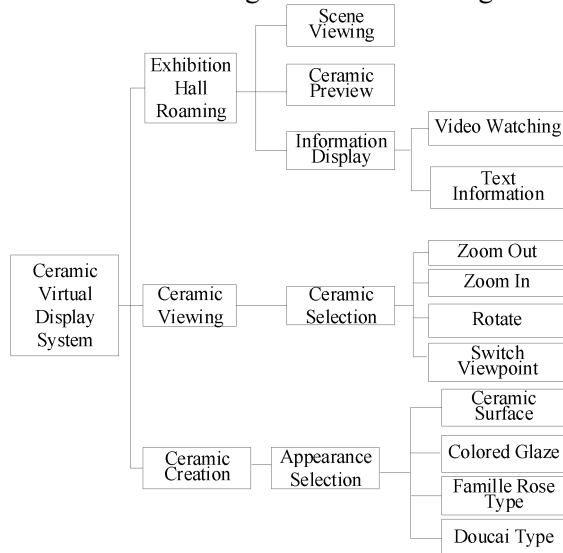 Scene
Viewing
Exhibition
Hall
Roaming
Ceramic
Preview
Information
Display
Video Watching
Text
Information
Ceramic
Virtual
Display
System
Ceramic
Viewing
Ceramic
Selection
Zoom Out
Zoom In
Rotate
Switch
Viewpoint
Ceramic
Creation
Appearance
Selection
Ceramic
Surface
Colored Glaze
Famille Rose
Type
Doucai Type